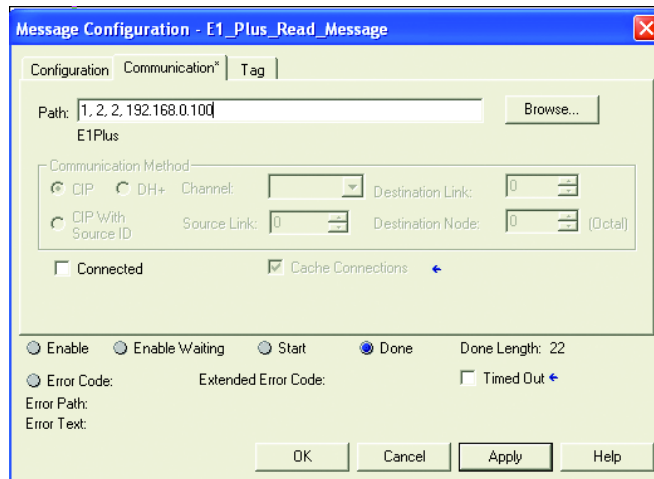 Message Configuration - E1_Plus_Read_Message
Configuration Communication* Tag
Path: 1, 2, 2, 192.168.0.100 Browse...
E1Plus
Communication Method
CIP DH+ Channel: Destination Link: 0
CIP With Source ID Source Link: 0 Destination Node: 0 (Octal)
Connected Cache Connections
Enable Enable Waiting Start Done Done Length: 22
Error Code: Extended Error Code: Timed Out
Error Path:
Error Text:
OK Cancel Apply Help